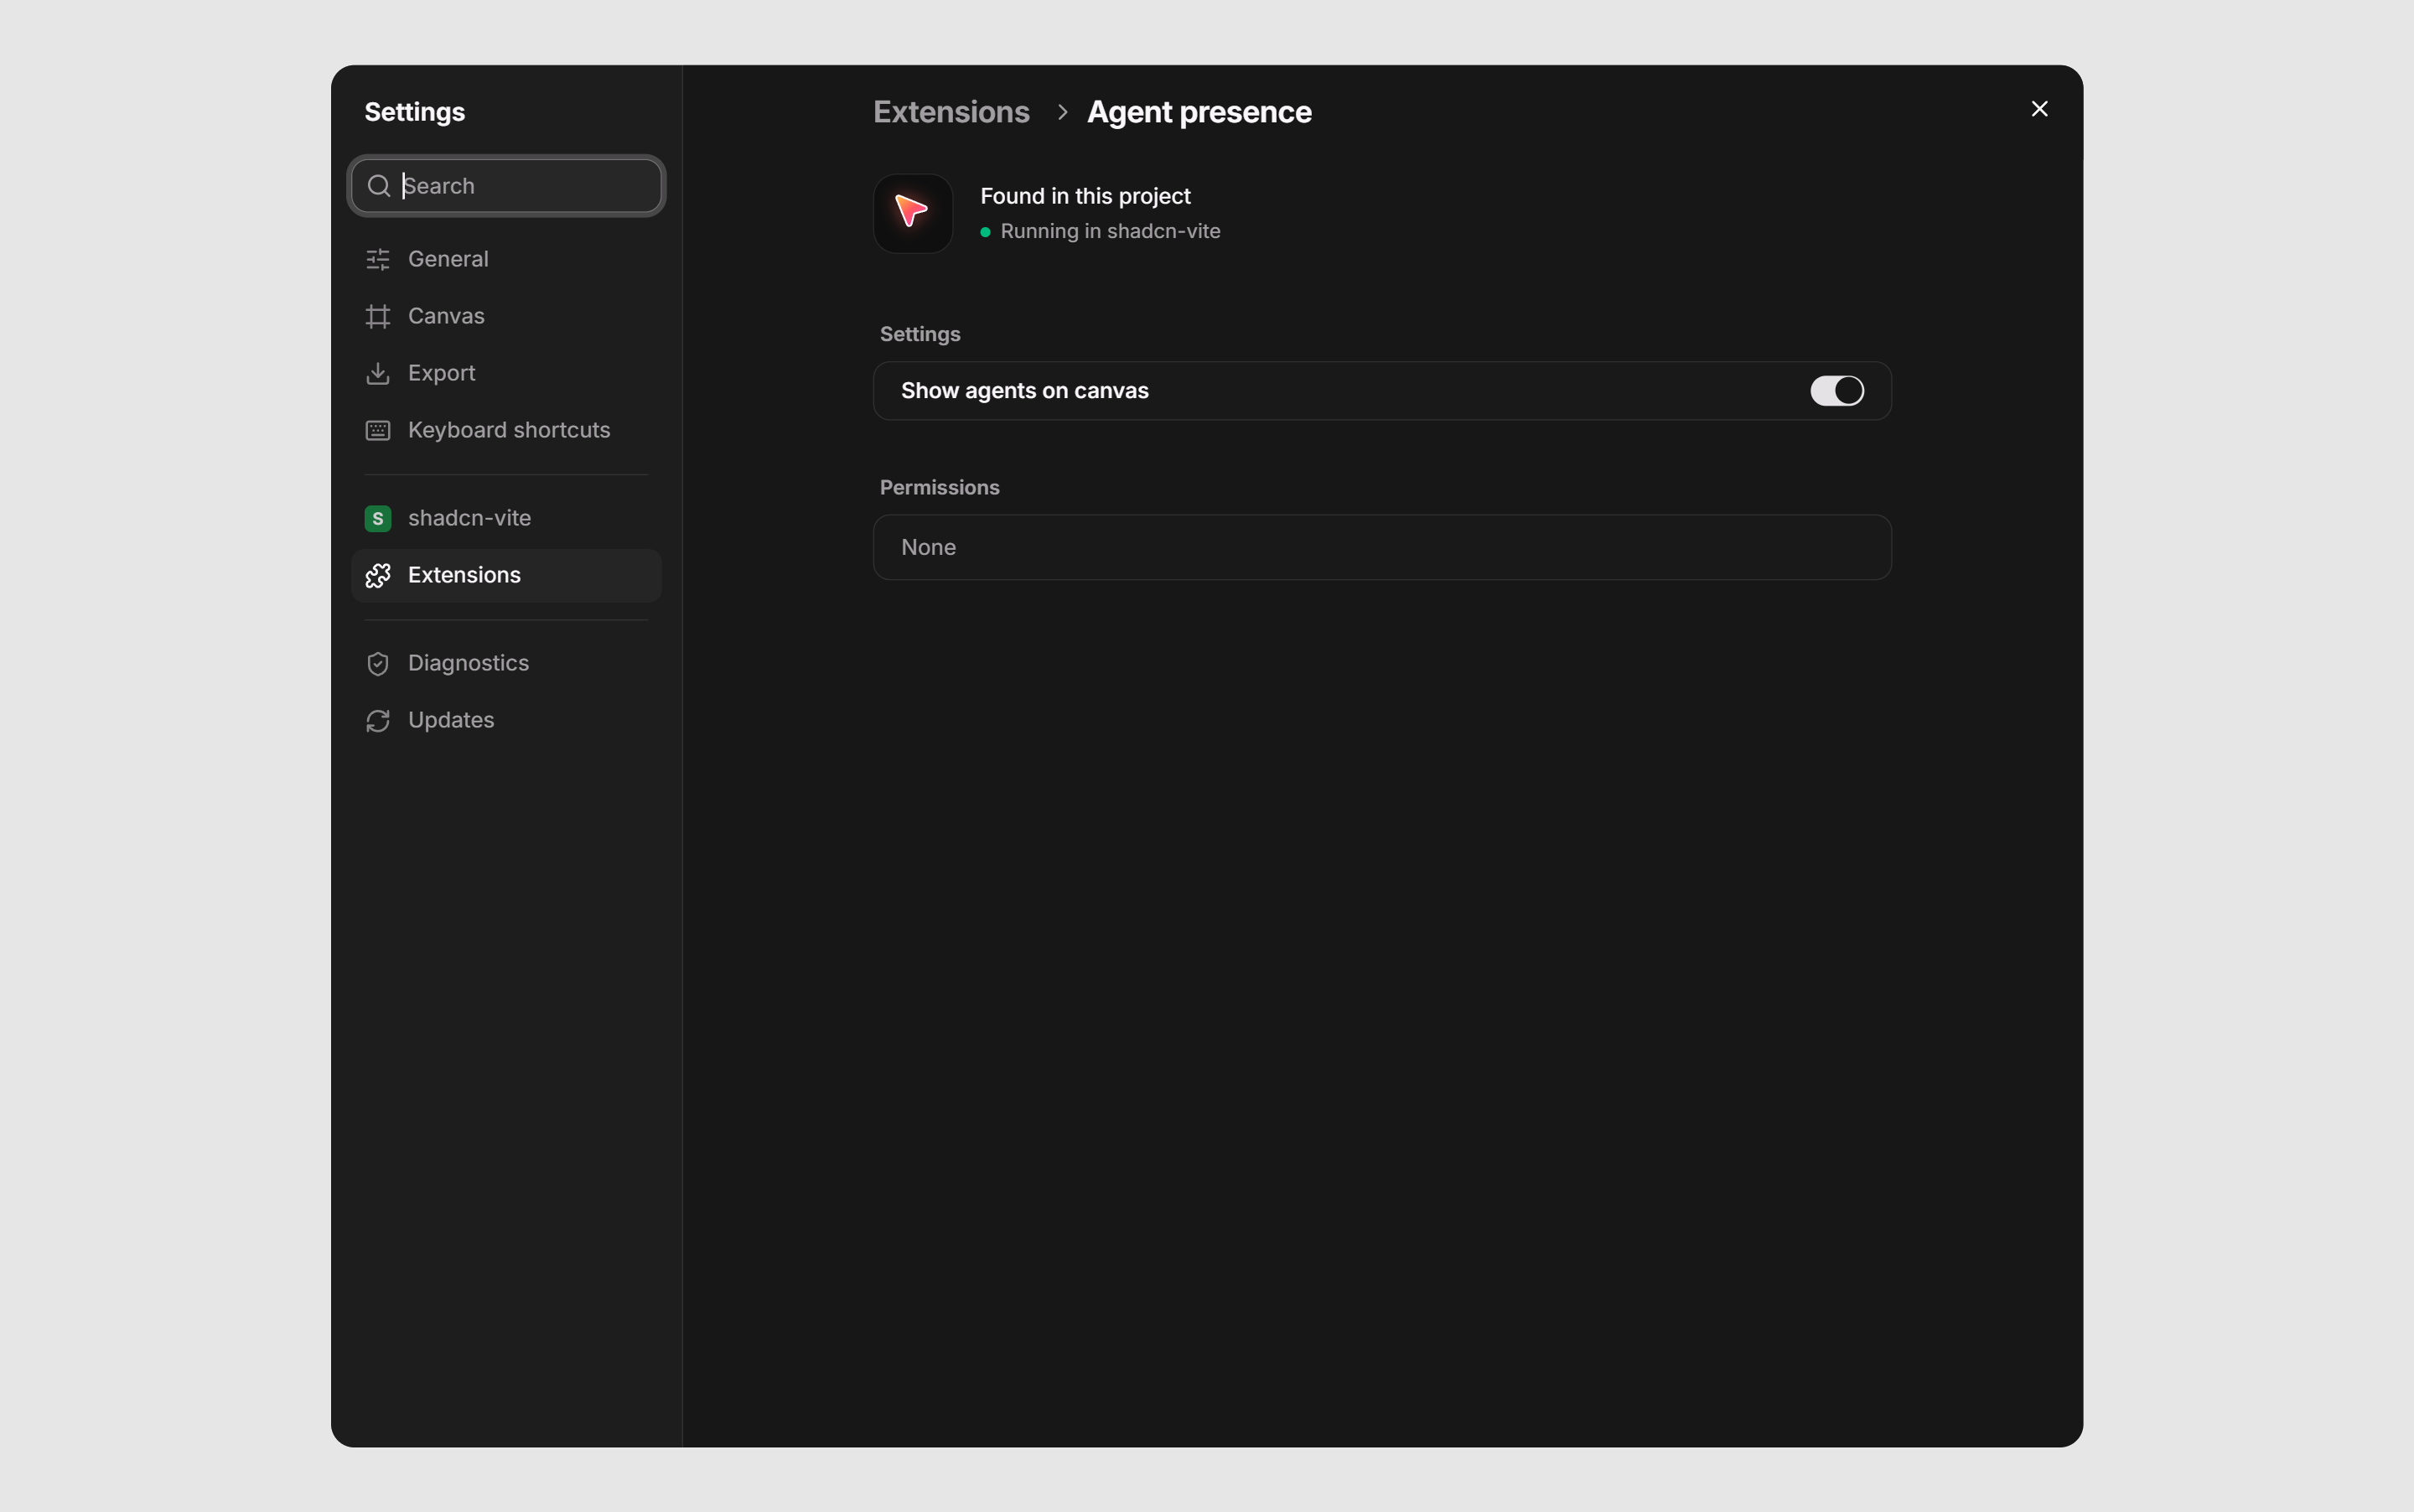 Settings
Search
General
Canvas
Export
Keyboard shortcuts
S shadcn-vite
Extensions
Diagnostics
Updates
Extensions > Agent presence
Found in this project
Running in shadcn-vite
Settings
Show agents on canvas
Permissions
None